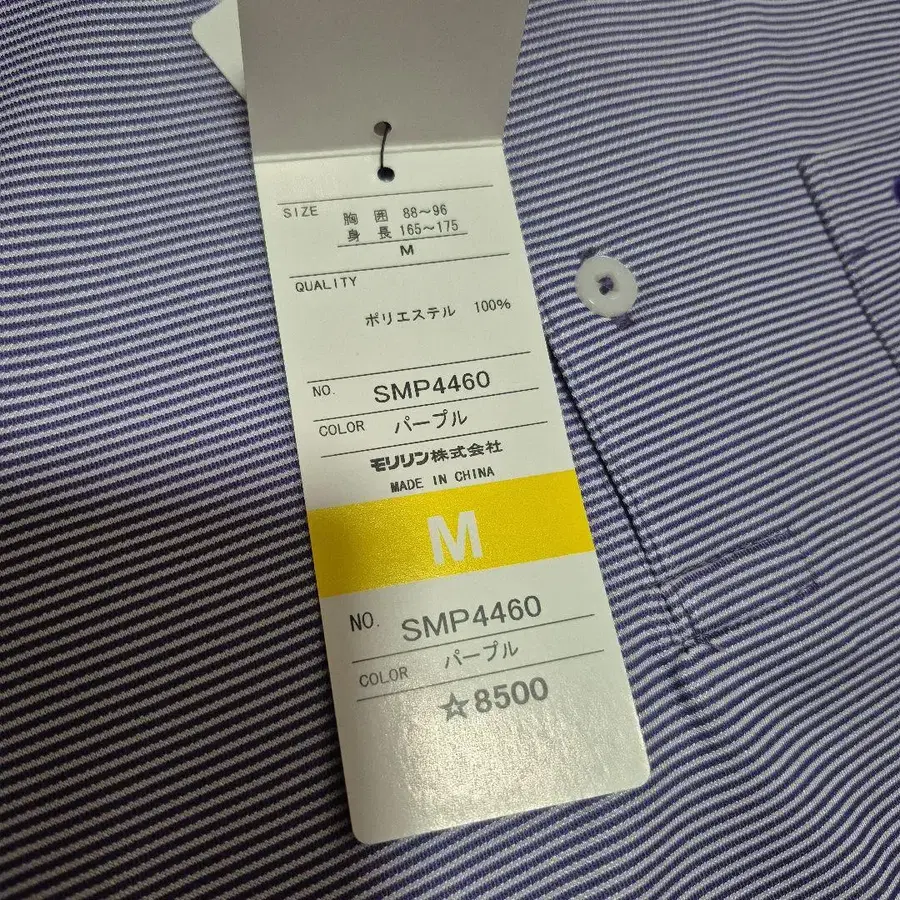 SIZE 胸囲 88〜96
身長 165〜175
M
QUALITY
ポリエステル 100%
NO. SMP4460
COLOR パープル
モリリン株式会社
MADE IN CHINA
M
NO. SMP4460
COLOR パープル
☆8500